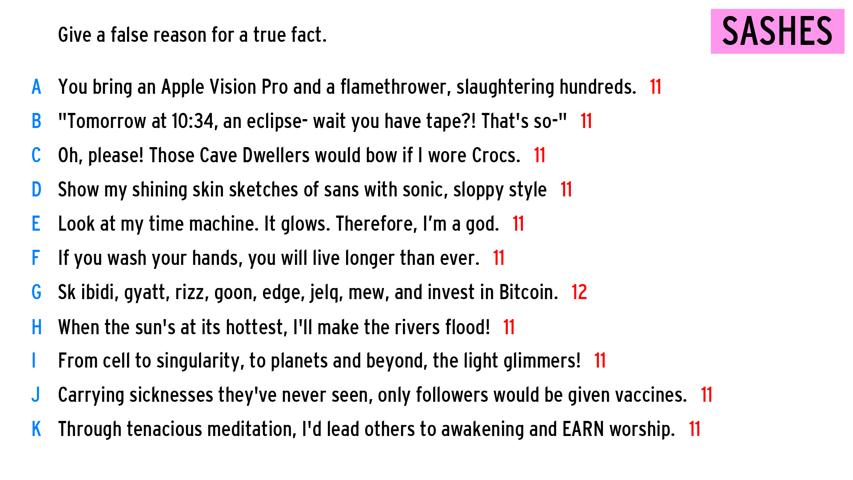 Give a false reason for a true fact.
SASHES
A You bring an Apple Vision Pro and a flamethrower, slaughtering hundreds. 11
B "Tomorrow at 10:34, an eclipse- wait you have tape?! That's so-" 11
C Oh, please! Those Cave Dwellers would bow if I wore Crocs. 11
D Show my shining skin sketches of sans with sonic, sloppy style 11
E Look at my time machine. It glows. Therefore, I'm a god. 11
F If you wash your hands, you will live longer than ever. 11
G Sk ibidi, gyatt, rizz, goon, edge, jelq, mew, and invest in Bitcoin. 12
H When the sun's at its hottest, I'll make the rivers flood! 11
I From cell to singularity, to planets and beyond, the light glimmers! 11
J Carrying sicknesses they've never seen, only followers would be given vaccines. 11
K Through tenacious meditation, I'd lead others to awakening and EARN worship. 11